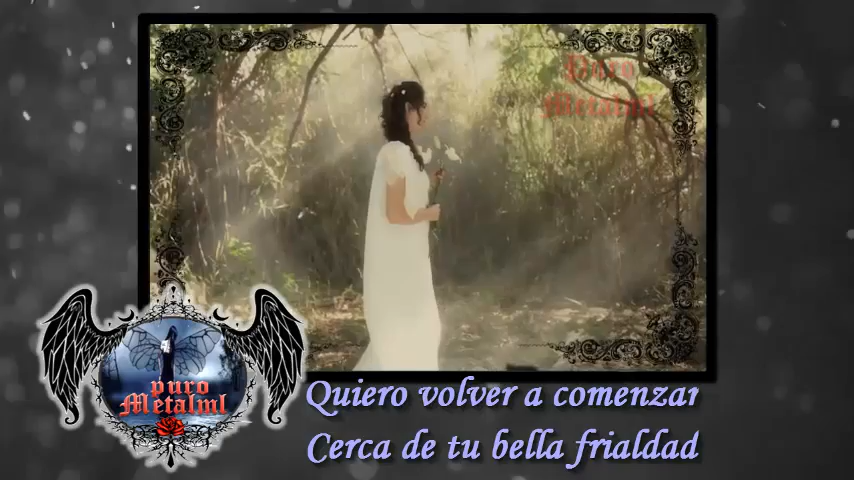 Puro
Metalml
puro
Metalml
Quiero volver a comenzar
Cerca de tu bella frialdad